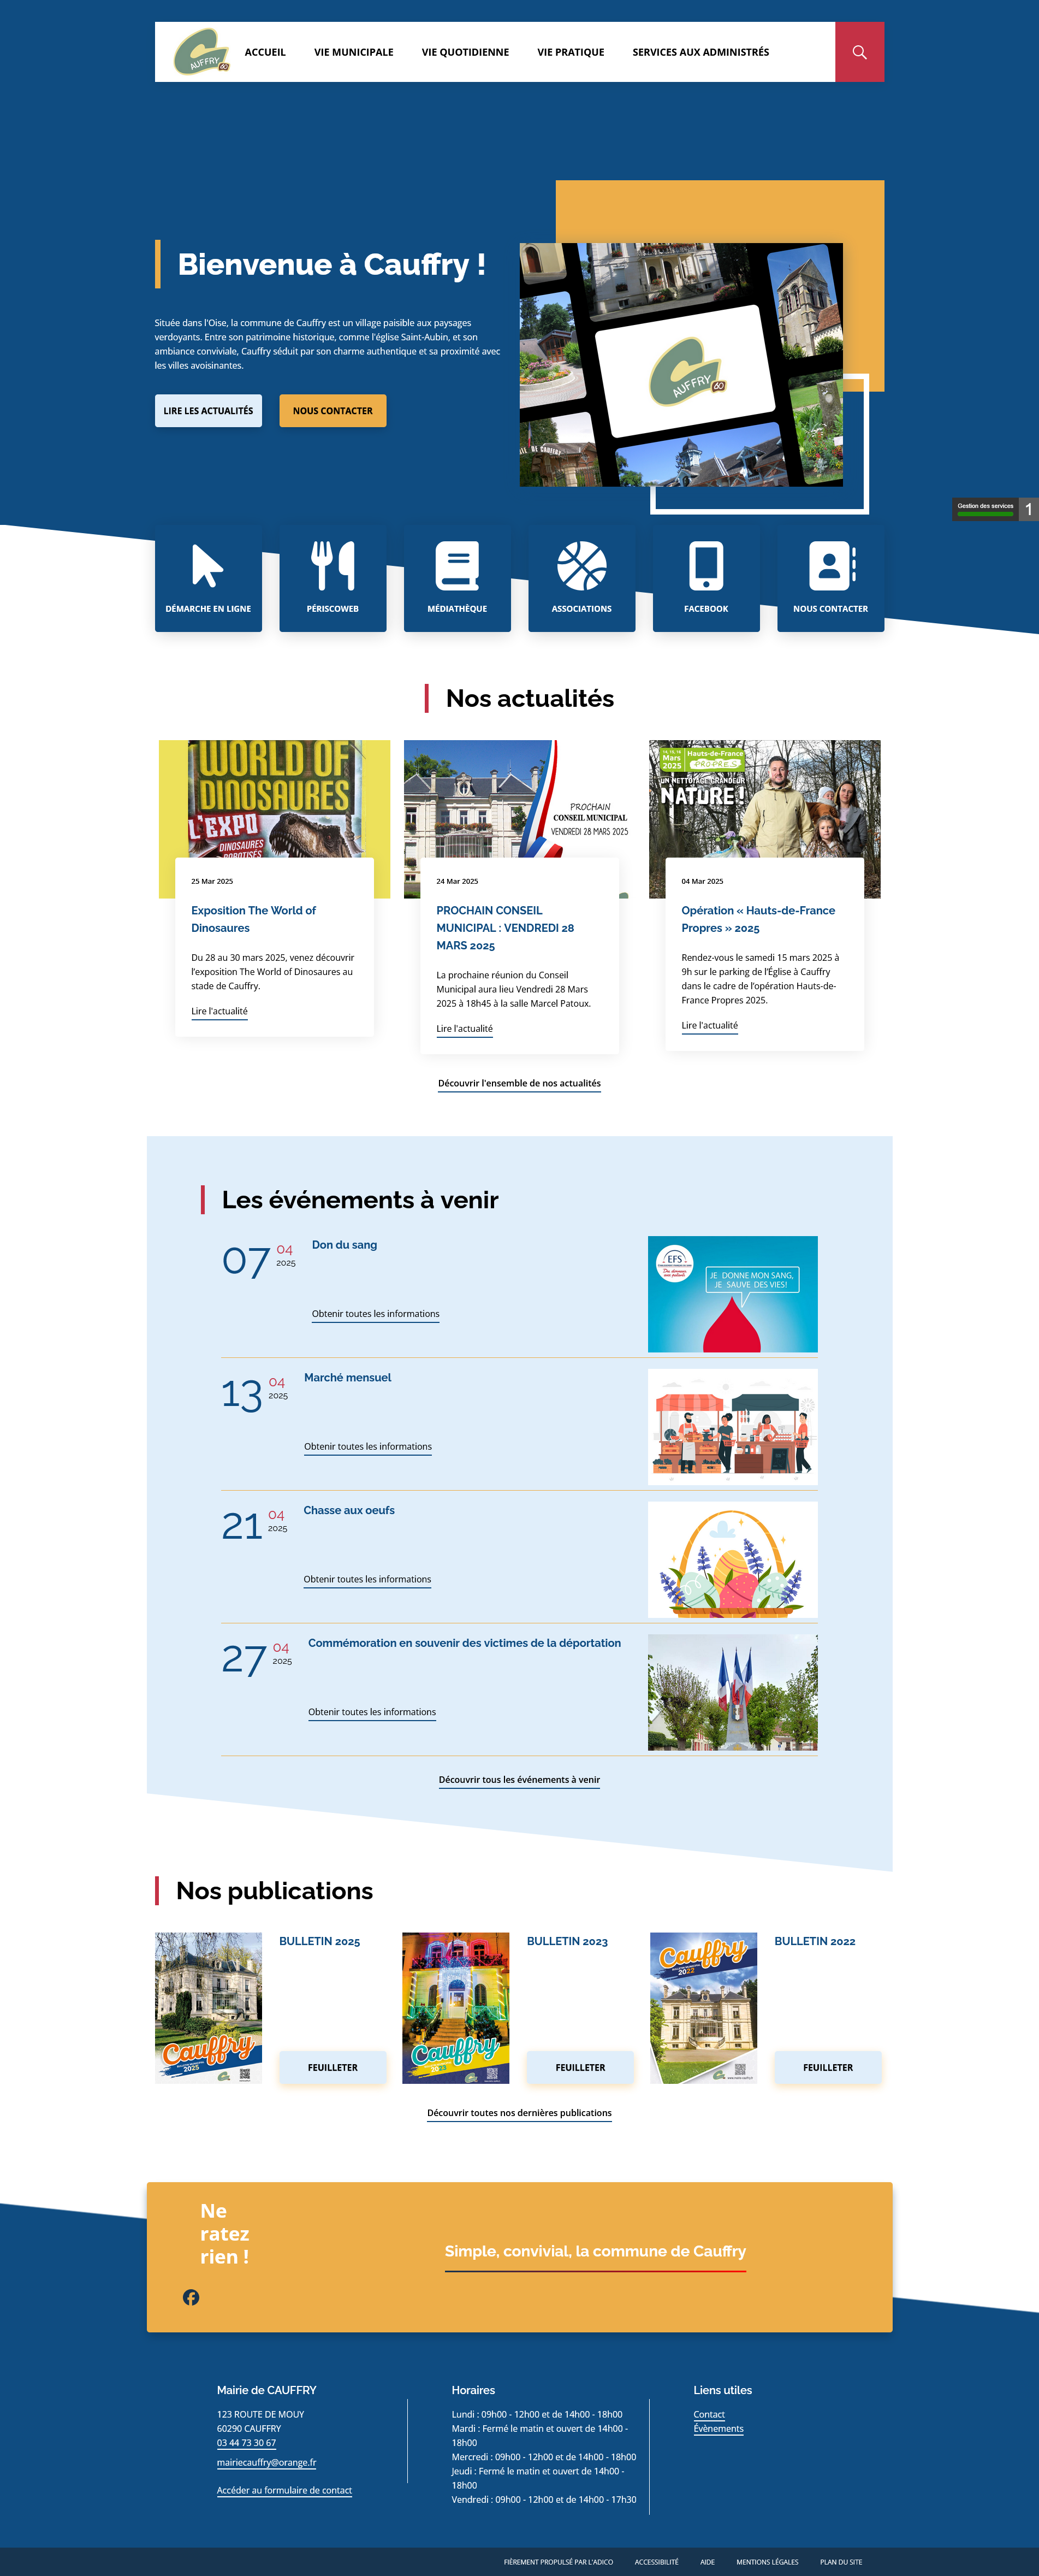 CAUFFRY 60
ACCUEIL
VIE MUNICIPALE
VIE QUOTIDIENNE
VIE PRATIQUE
SERVICES AUX ADMINISTRÉS
Bienvenue à Cauffry !
Située dans l'Oise, la commune de Cauffry est un village paisible aux paysages
verdoyants. Entre son patrimoine historique, comme l'église Saint-Aubin, et son
ambiance conviviale, Cauffry séduit par son charme authentique et sa proximité avec
les villes avoisinantes.
LIRE LES ACTUALITÉS
NOUS CONTACTER
AUFFRY 60
Gestion des services
1
DÉMARCHE EN LIGNE
PÉRISCOWEB
MÉDIATHÈQUE
ASSOCIATIONS
FACEBOOK
NOUS CONTACTER
Nos actualités
WORLD OF
DINOSAURES
L'EXPO
DINOSAURES
ROBOTISÉS
25 Mar 2025
Exposition The World of
Dinosaures
Du 28 au 30 mars 2025, venez découvrir
l'exposition The World of Dinosaures au
stade de Cauffry.
Lire l'actualité
PROCHAIN
CONSEIL MUNICIPAL
VENDREDI 28 MARS 2025
24 Mar 2025
PROCHAIN CONSEIL
MUNICIPAL : VENDREDI 28
MARS 2025
La prochaine réunion du Conseil
Municipal aura lieu Vendredi 28 Mars
2025 à 18h45 à la salle Marcel Patoux.
Lire l'actualité
Mars
2025
Hauts-de-France
PROPRES
UN NETTOYAGE GRANDEUR
NATURE !
04 Mar 2025
Opération « Hauts-de-France
Propres » 2025
Rendez-vous le samedi 15 mars 2025 à
9h sur le parking de l'Église à Cauffry
dans le cadre de l'opération Hauts-de-
France Propres 2025.
Lire l'actualité
Découvrir l'ensemble de nos actualités
Les événements à venir
07
04
2025
Don du sang
Obtenir toutes les informations
EFS
JE DONNE MON SANG,
JE SAUVE DES VIES!
13
04
2025
Marché mensuel
Obtenir toutes les informations
21
04
2025
Chasse aux oeufs
Obtenir toutes les informations
27
04
2025
Commémoration en souvenir des victimes de la déportation
Obtenir toutes les informations
Découvrir tous les événements à venir
Nos publications
Cauffry
2025
BULLETIN 2025
FEUILLETER
Cauffry
2023
BULLETIN 2023
FEUILLETER
Cauffry
2022
BULLETIN 2022
FEUILLETER
Découvrir toutes nos dernières publications
Ne
ratez
rien !
Simple, convivial, la commune de Cauffry
Mairie de CAUFFRY
123 ROUTE DE MOUY
60290 CAUFFRY
03 44 73 30 67
mairiecauffry@orange.fr
Accéder au formulaire de contact
Horaires
Lundi : 09h00 - 12h00 et de 14h00 - 18h00
Mardi : Fermé le matin et ouvert de 14h00 -
18h00
Mercredi : 09h00 - 12h00 et de 14h00 - 18h00
Jeudi : Fermé le matin et ouvert de 14h00 -
18h00
Vendredi : 09h00 - 12h00 et de 14h00 - 17h30
Liens utiles
Contact
Évènements
FIÈREMENT PROPULSÉ PAR L'ADICO
ACCESSIBILITÉ
AIDE
MENTIONS LÉGALES
PLAN DU SITE